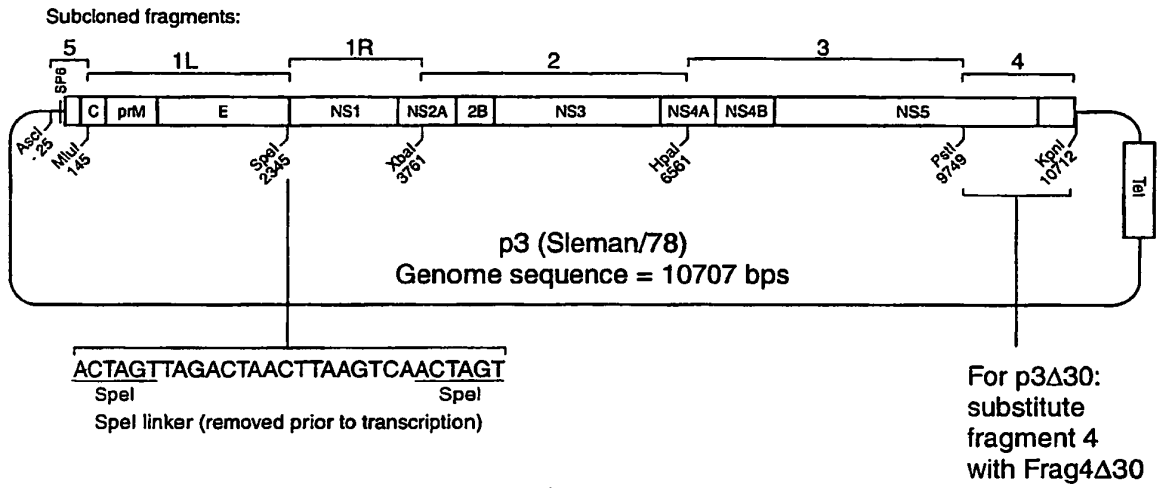 Subcloned fragments:
5 1L 1R 2 3 4
SP6
C prM E NS1 NS2A 2B NS3 NS4A NS4B NS5
AscI
-25
MluI
145
SpeI
2345
XbaI
3761
HpaI
6561
PstI
9749
KpnI
10712
Tet
p3 (Sleman/78)
Genome sequence = 10707 bps
ACTAGTTAGACTAACTTAAGTCAACTAGT
SpeI SpeI
SpeI linker (removed prior to transcription)
For p3Δ30:
substitute
fragment 4
with Frag4Δ30